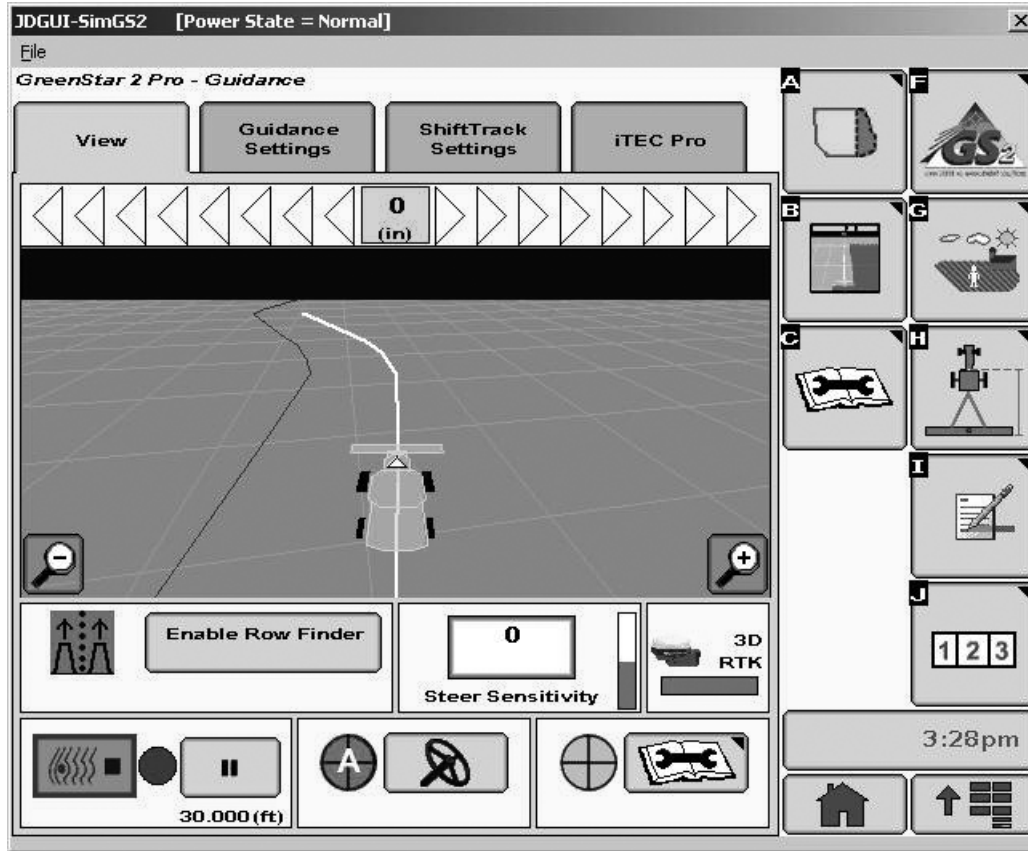 JDGUI-SimGS2 [Power State = Normal]
File
GreenStar 2 Pro - Guidance
View
Guidance
Settings
ShiftTrack
Settings
iTEC Pro
0
(in)
A
F
GS2
B
G
C
H
I
J
1 2 3
Enable Row Finder
0
Steer Sensitivity
3D
RTK
30.000(ft)
A
3:28pm